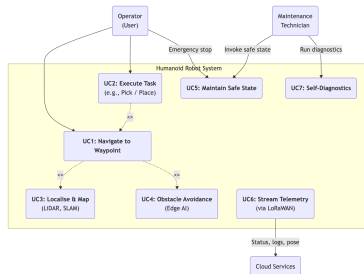 Operator
(User)
Maintenance
Technician
Emergency stop
Invoke safe state
Run diagnostics
Humanoid Robot System
UC2: Execute Task
(e.g., Pick / Place)
UC5: Maintain Safe State
UC7: Self-Diagnostics
<>
UC1: Navigate to
Waypoint
<>
<>
UC3: Localise & Map
(LiDAR, SLAM)
UC4: Obstacle Avoidance
(Edge AI)
UC6: Stream Telemetry
(via LoRaWAN)
Status, logs, pose
Cloud Services